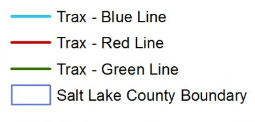 Trax - Blue Line
Trax - Red Line
Trax - Green Line
Salt Lake County Boundary